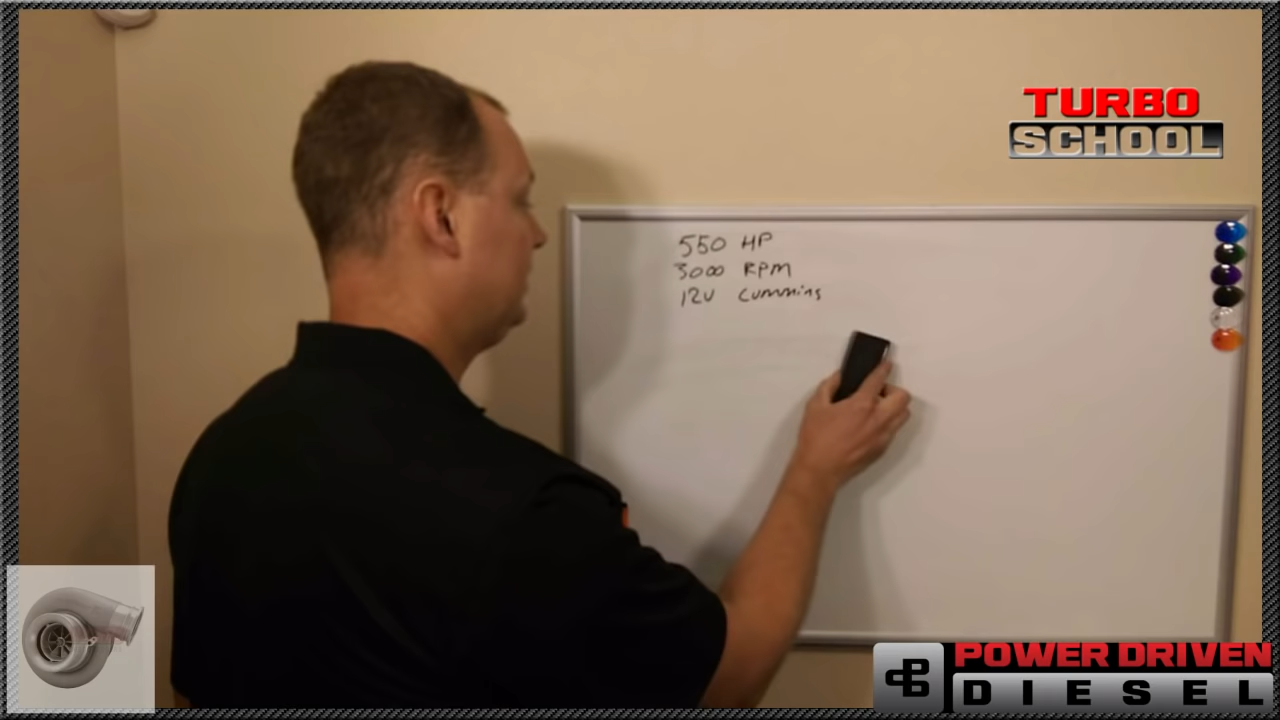 TURBO
SCHOOL
550 HP
3000 RPM
12V Cummins
POWER DRIVEN
DIESEL